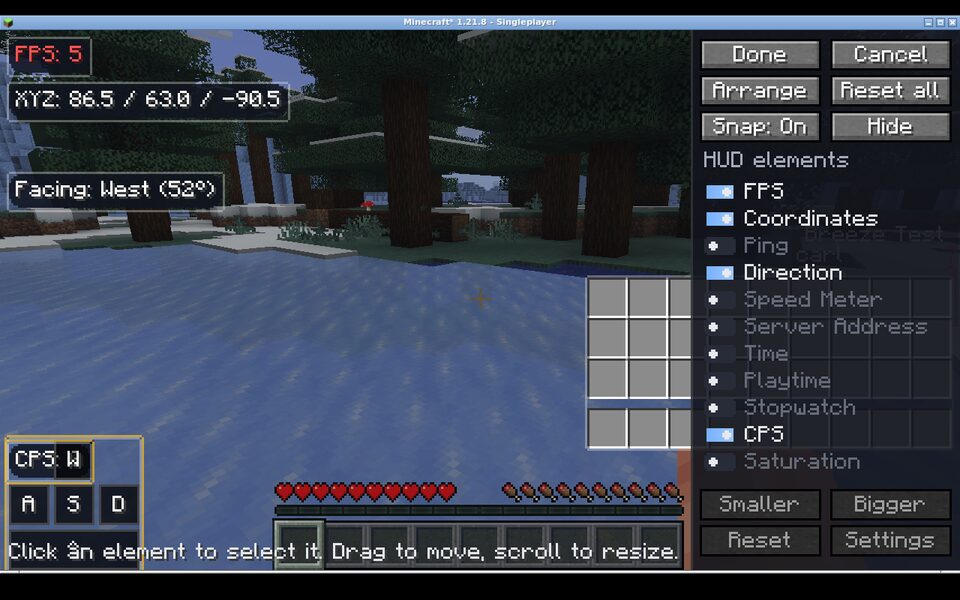 Minecraft* 1.21.8 - Singleplayer
FPS: 5
XYZ: 86.5 / 63.0 / -90.5
Facing: West (52°)
Done
Cancel
Arrange
Reset all
Snap: On
Hide
HUD elements
FPS
Coordinates
Ping
Direction
Speed Meter
Server Address
Time
Playtime
Stopwatch
CPS
Saturation
Breeze Test
Smaller
Bigger
Reset
Settings
CPS: W
A S D
Click an element to select it. Drag to move, scroll to resize.